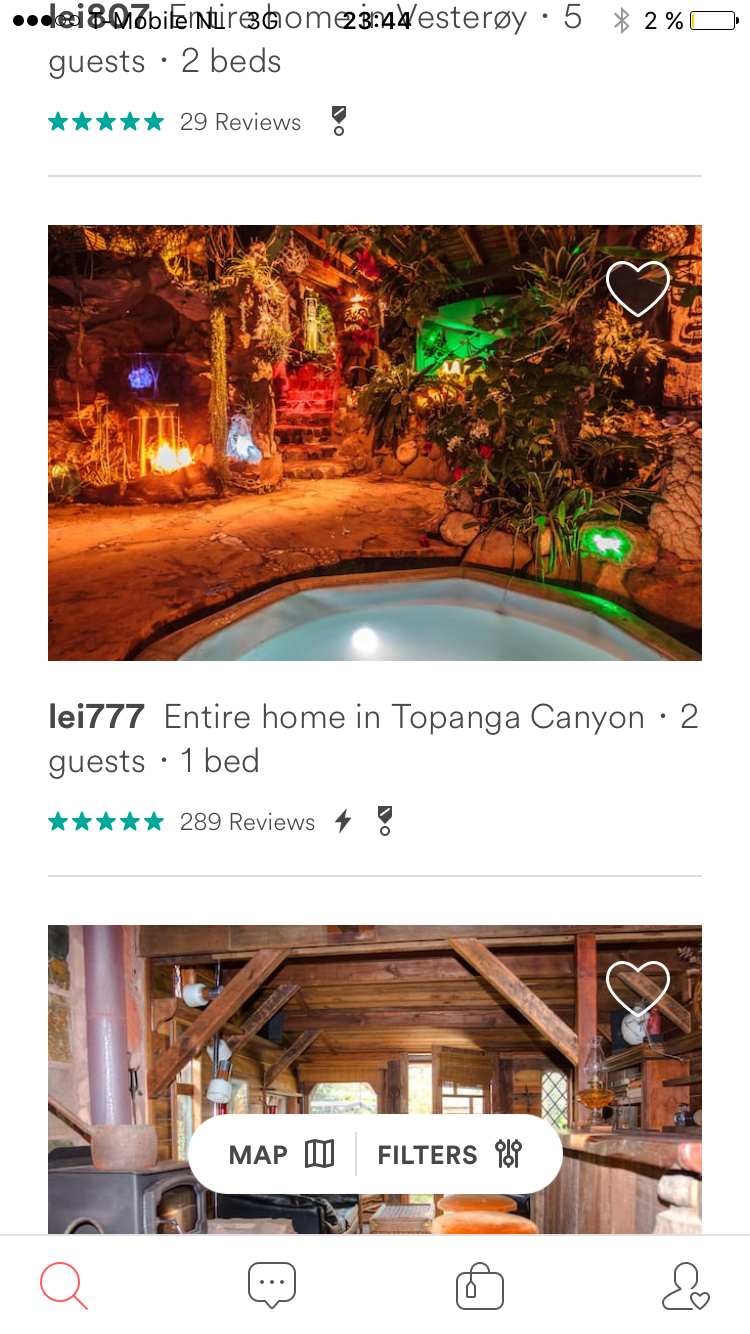 T-Mobile NL 3G 23:44 2 %
lei807 Entire home in Vesterøy · 5
guests · 2 beds
29 Reviews
lei777 Entire home in Topanga Canyon · 2
guests · 1 bed
289 Reviews
MAP FILTERS